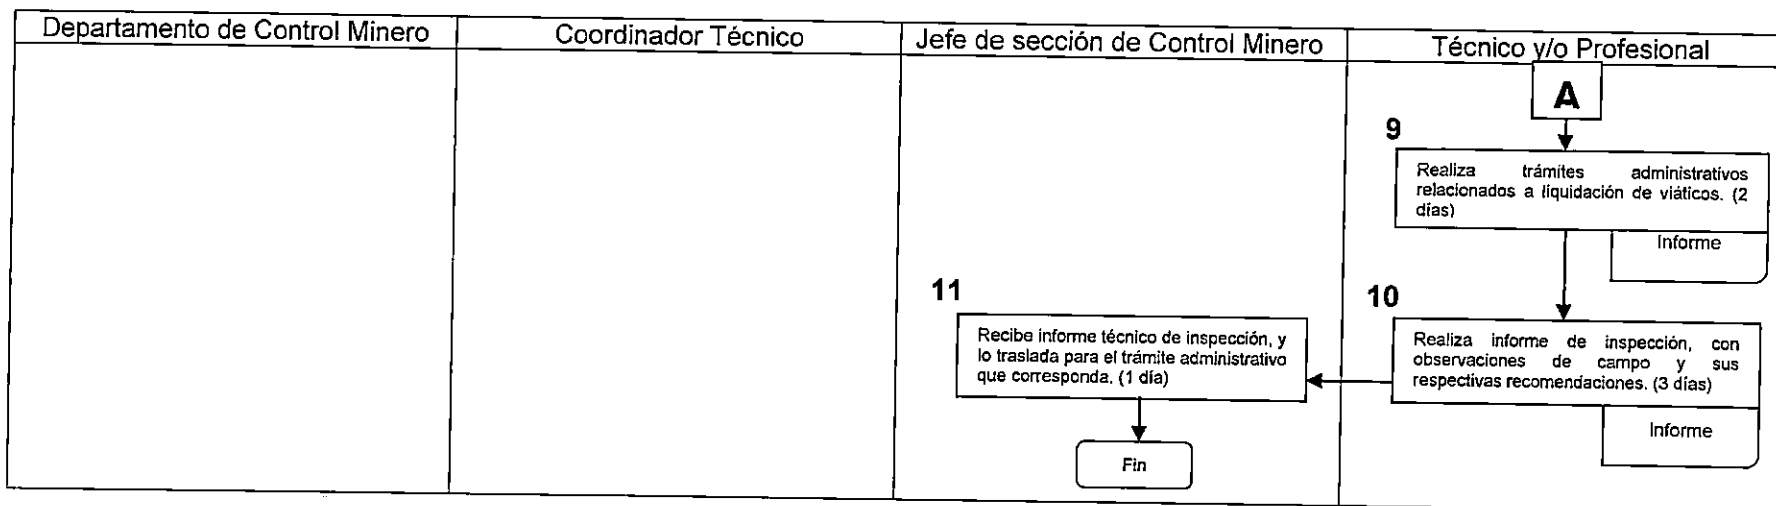 Departamento de Control Minero
Coordinador Técnico
Jefe de sección de Control Minero
Técnico y/o Profesional
A
9
Realiza trámites administrativos
relacionados a liquidación de viáticos. (2
días)
Informe
10
Realiza informe de inspección, con
observaciones de campo y sus
respectivas recomendaciones. (3 días)
Informe
11
Recibe informe técnico de inspección, y
lo traslada para el trámite administrativo
que corresponda. (1 día)
Fin